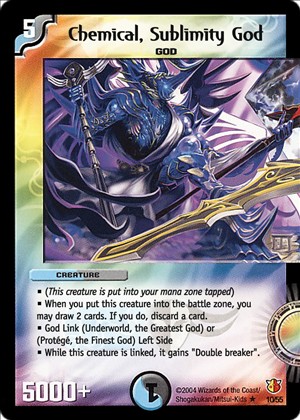 5 Chemical, Sublimity God
GOD
CREATURE
• (This creature is put into your mana zone tapped)
• When you put this creature into the battle zone, you
may draw 2 cards. If you do, discard a card.
• God Link (Underworld, the Greatest God) or
(Protégé, the Finest God) Left Side
• While this creature is linked, it gains "Double breaker".
5000+
1
©2004 Wizards of the Coast/
Shogakukan/Mitsui-Kids ★ 10/55